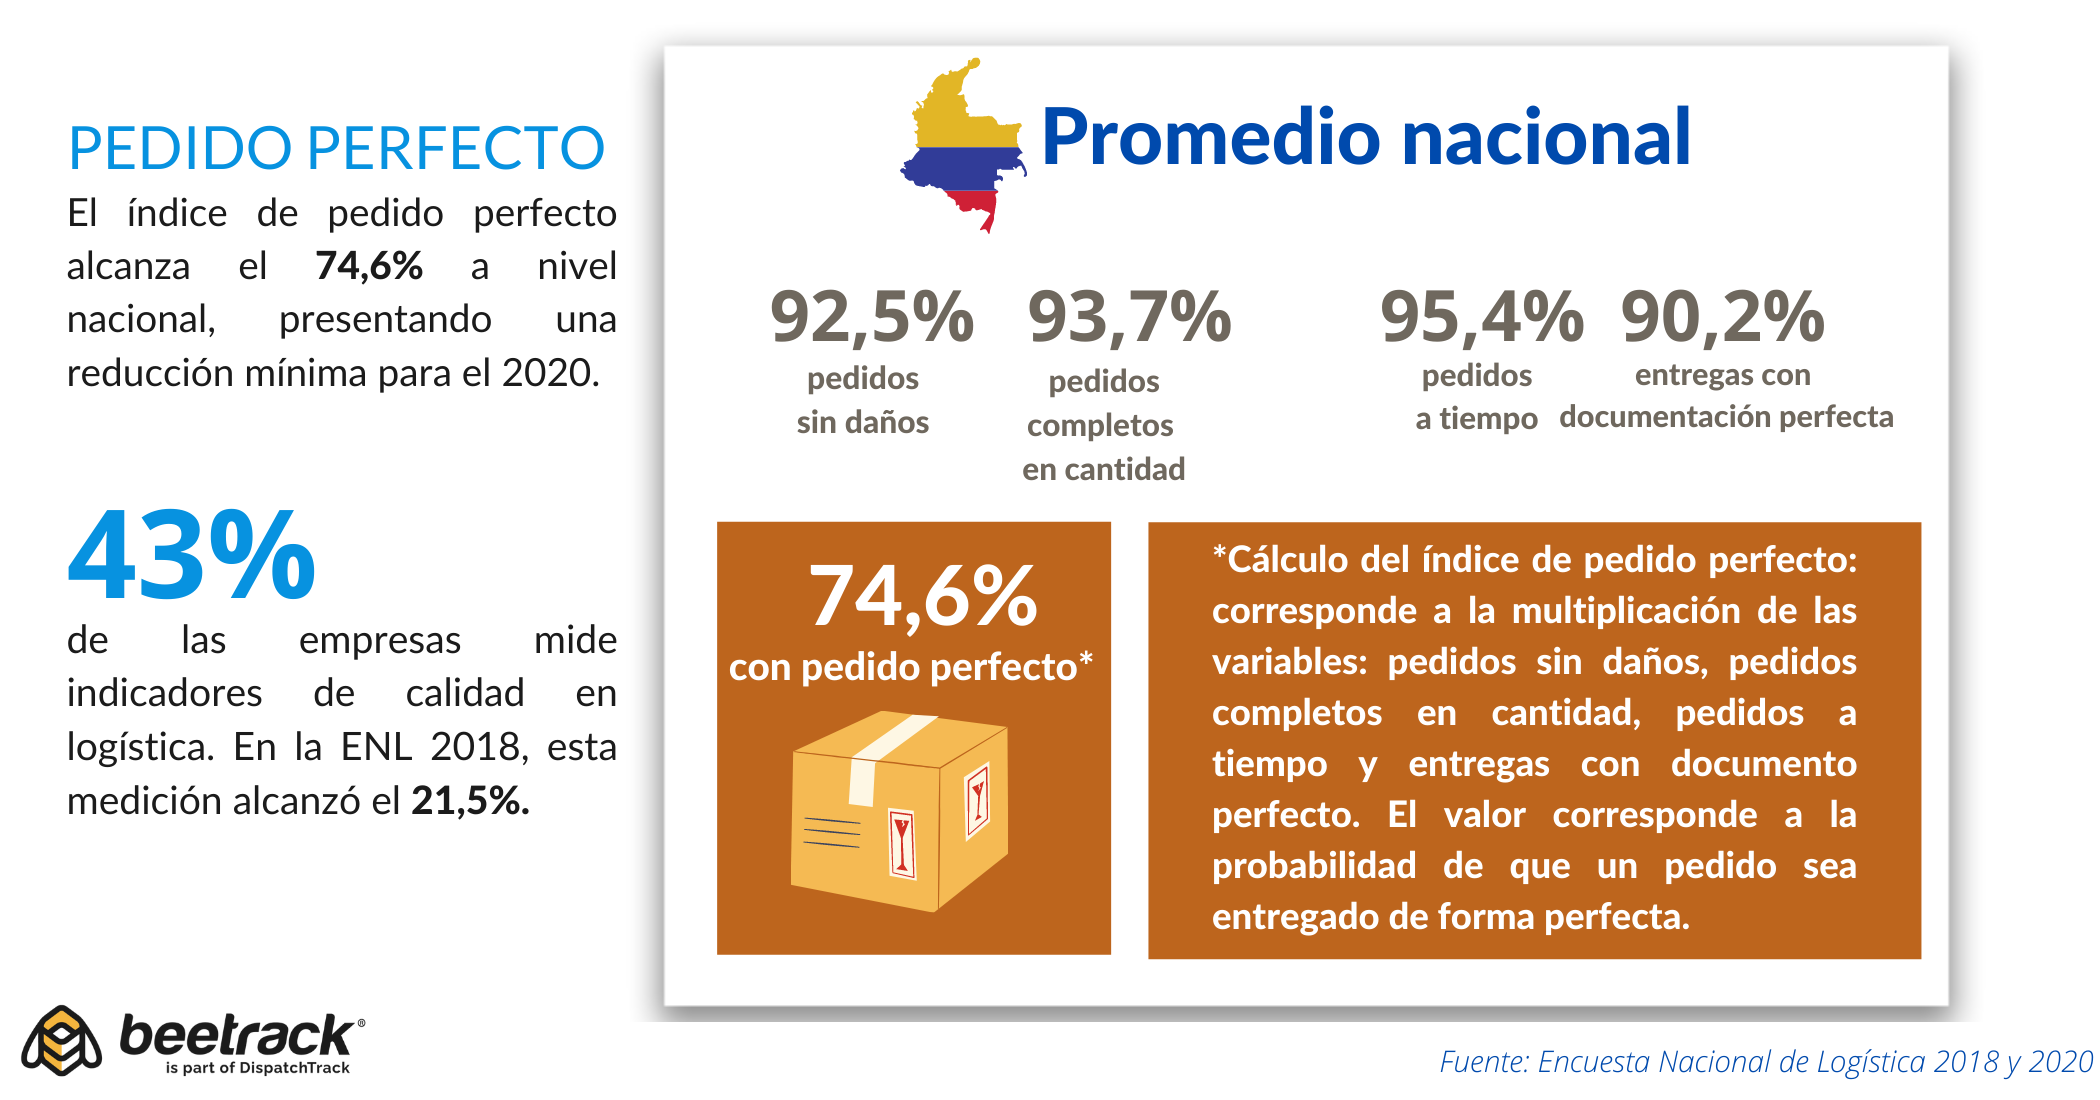 PEDIDO PERFECTO
El índice de pedido perfecto
alcanza el 74,6% a nivel
nacional, presentando una
reducción mínima para el 2020.
43%
de las empresas mide
indicadores de calidad en
logística. En la ENL 2018, esta
medición alcanzó el 21,5%.
Promedio nacional
92,5%
pedidos
sin daños
93,7%
pedidos
completos
en cantidad
95,4%
pedidos
a tiempo
90,2%
entregas con
documentación perfecta
74,6%
con pedido perfecto*
*Cálculo del índice de pedido perfecto:
corresponde a la multiplicación de las
variables: pedidos sin daños, pedidos
completos en cantidad, pedidos a
tiempo y entregas con documento
perfecto. El valor corresponde a la
probabilidad de que un pedido sea
entregado de forma perfecta.
beetrack®
is part of DispatchTrack
Fuente: Encuesta Nacional de Logística 2018 y 2020